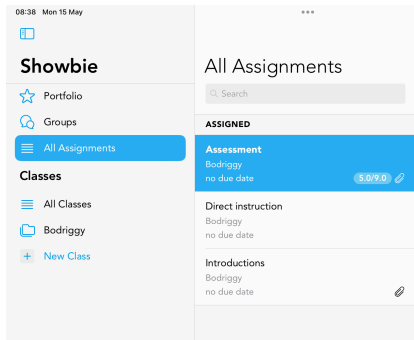 08:38 Mon 15 May
Showbie
Portfolio
Groups
All Assignments
Classes
All Classes
Bodriggy
New Class
All Assignments
Search
ASSIGNED
Assessment
Bodriggy
no due date 5.0/9.0
Direct instruction
Bodriggy
no due date
Introductions
Bodriggy
no due date